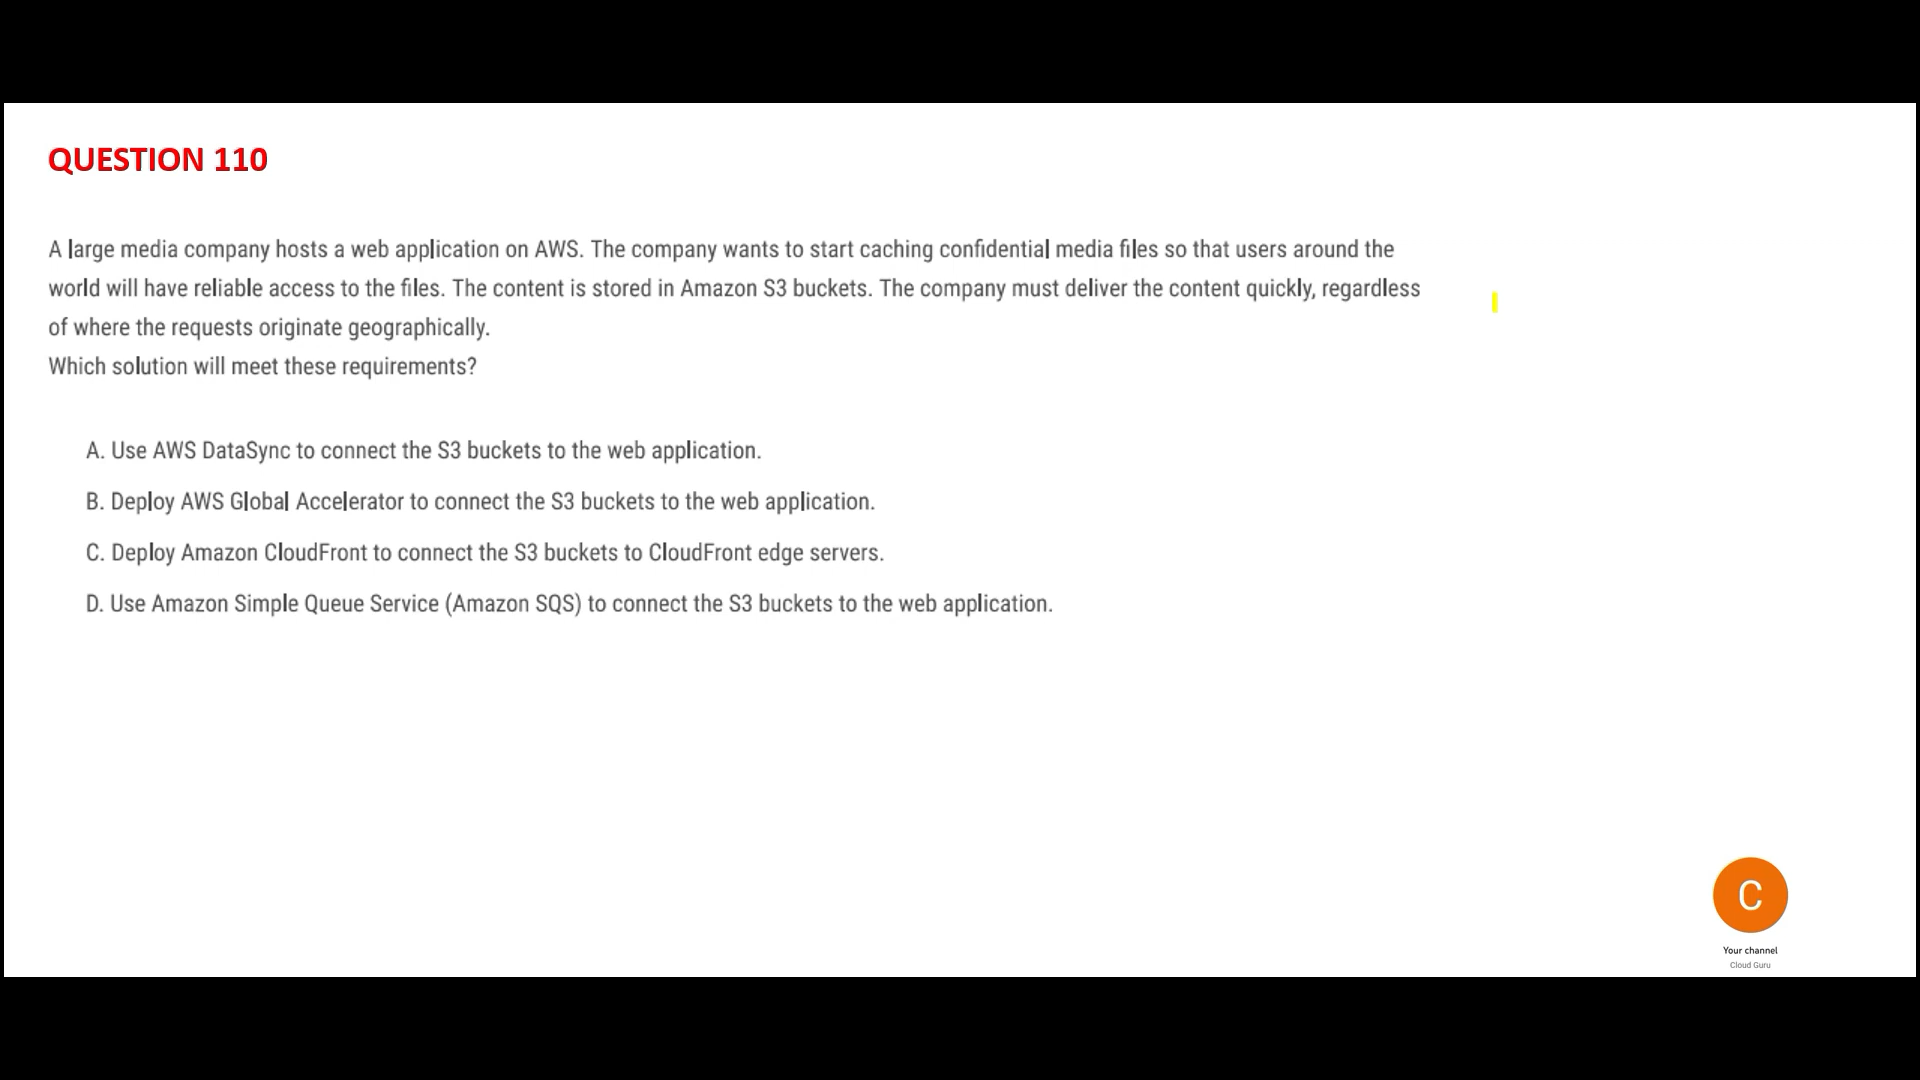 QUESTION 110
A large media company hosts a web application on AWS. The company wants to start caching confidential media files so that users around the
world will have reliable access to the files. The content is stored in Amazon S3 buckets. The company must deliver the content quickly, regardless
of where the requests originate geographically.
Which solution will meet these requirements?
A. Use AWS DataSync to connect the S3 buckets to the web application.
B. Deploy AWS Global Accelerator to connect the S3 buckets to the web application.
C. Deploy Amazon CloudFront to connect the S3 buckets to CloudFront edge servers.
D. Use Amazon Simple Queue Service (Amazon SQS) to connect the S3 buckets to the web application.
C
Your channel
Cloud Guru